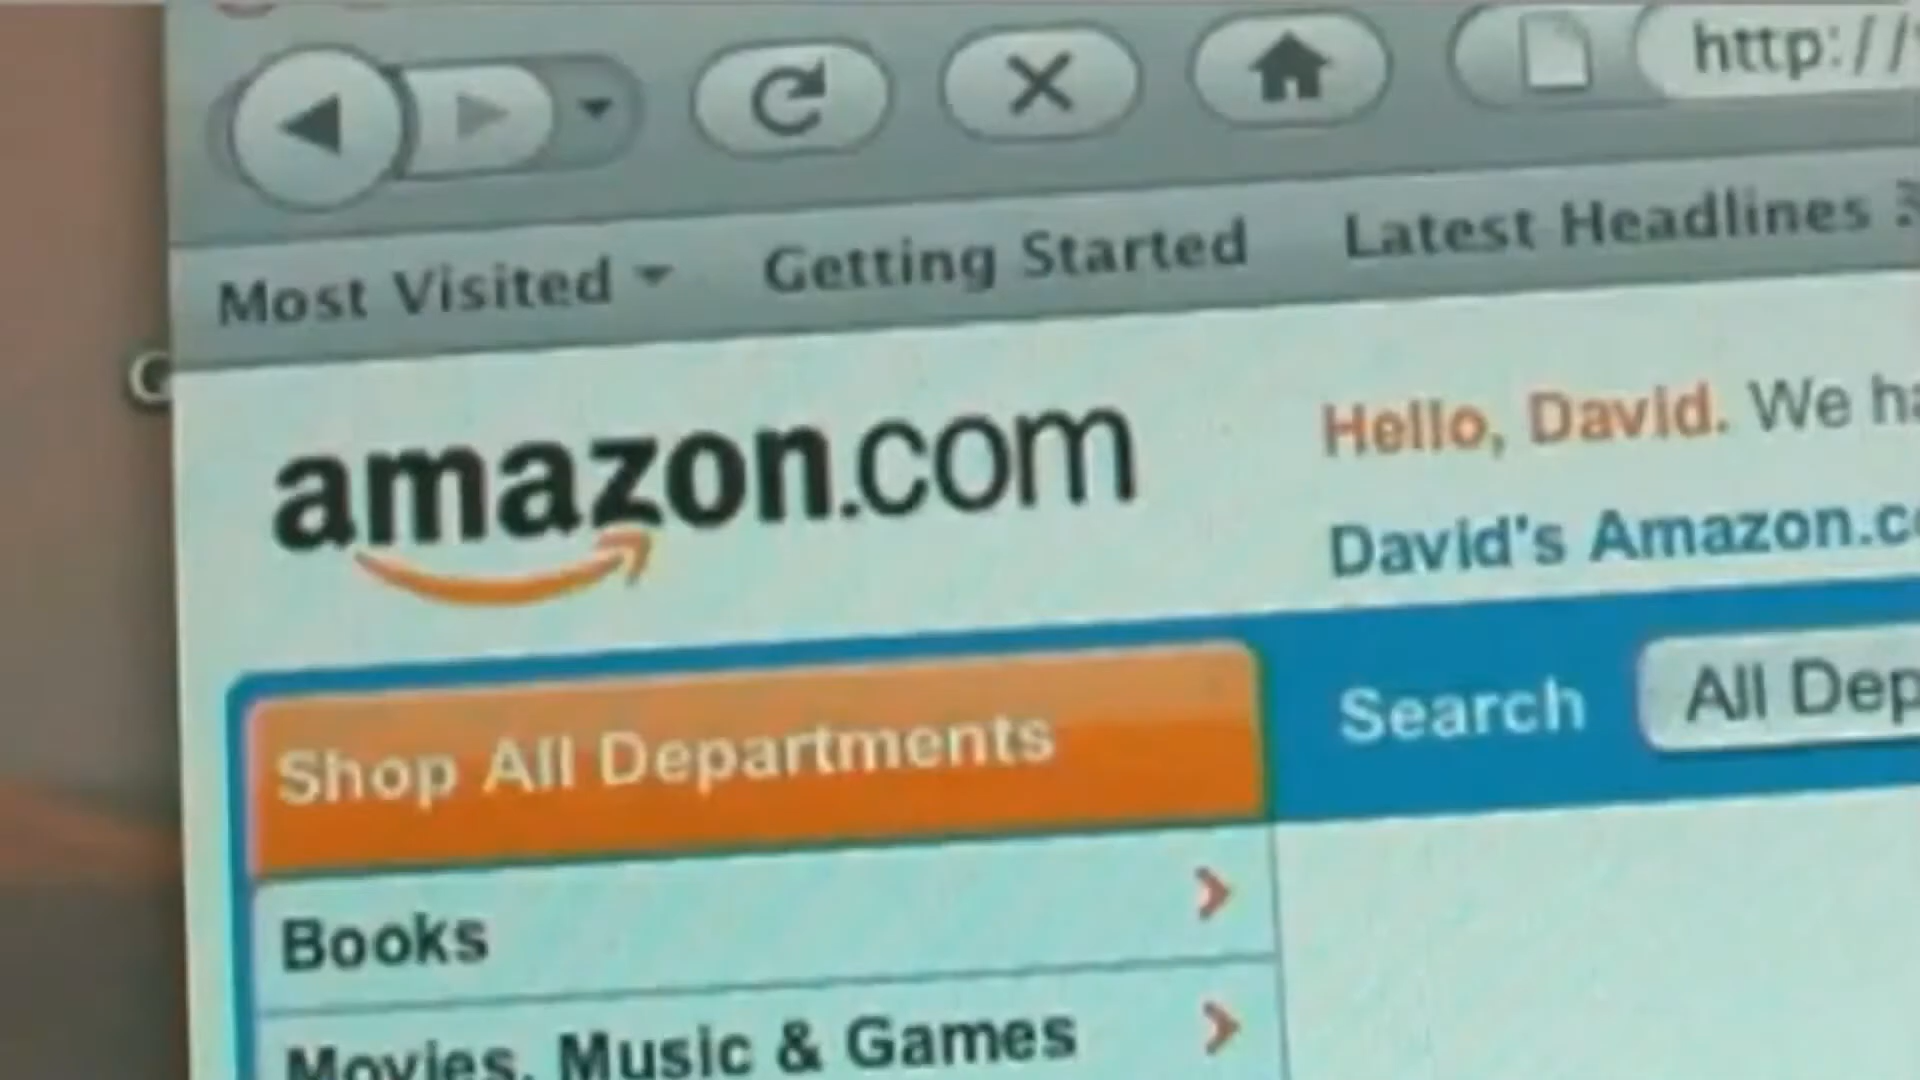 http://
Most Visited Getting Started Latest Headlines
amazon.com
Hello, David. We ha
David's Amazon.c
Shop All Departments
Search All Dep
Books
Movies, Music & Games